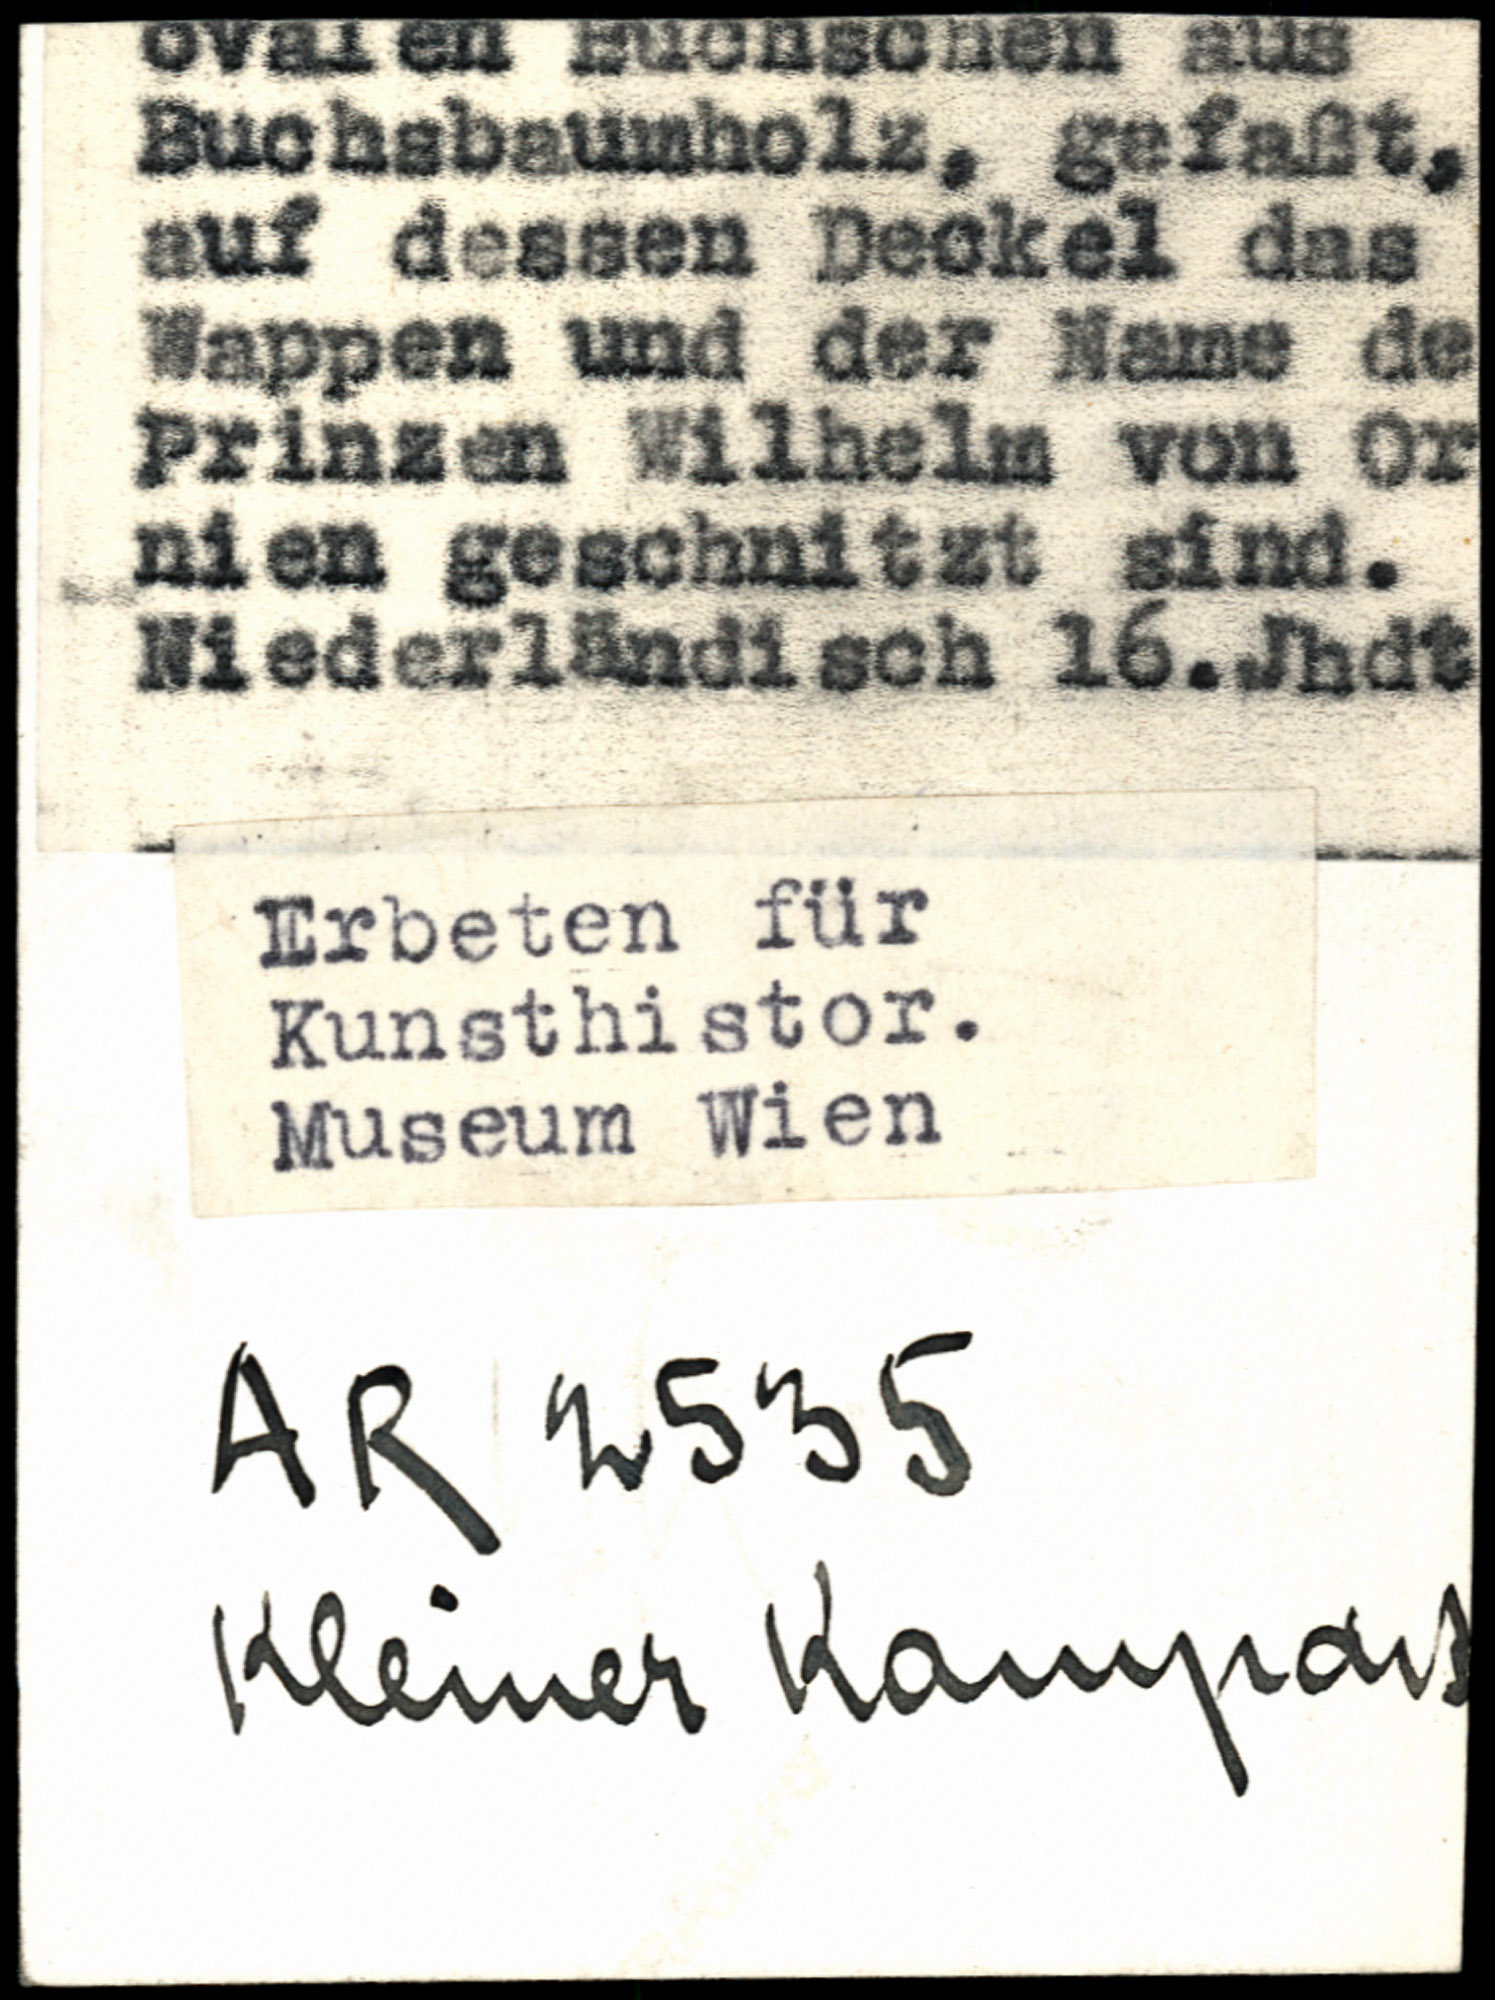 ovalen Büchschen aus
Buchsbaumholz, gefaßt,
auf dessen Deckel das
Wappen und der Name de
Prinzen Wilhelm von Or
nien geschnitzt sind.
Niederländisch 16.Jhdt
Erbeten für
Kunsthistor.
Museum Wien
AR 2535
Kleiner Kompaß